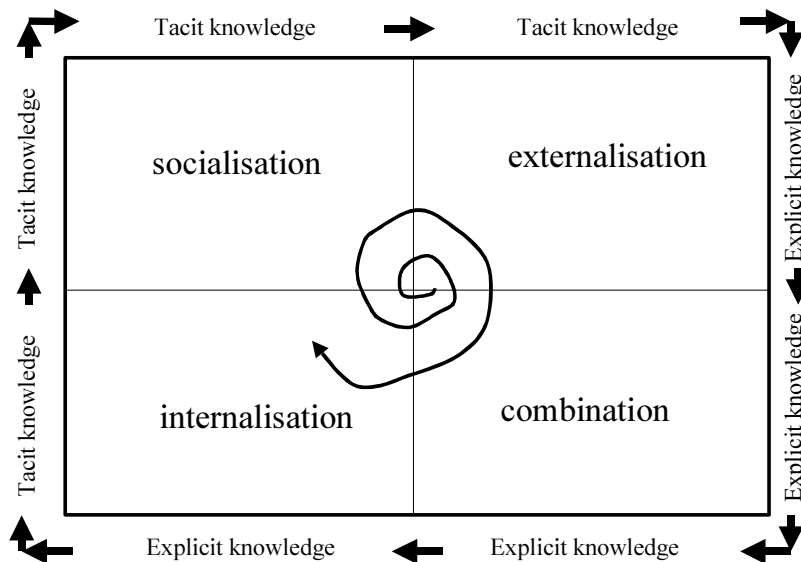 Tacit knowledge
Tacit knowledge
Tacit knowledge
Explicit knowledge
socialisation
externalisation
Tacit knowledge
Explicit knowledge
internalisation
combination
Explicit knowledge
Explicit knowledge